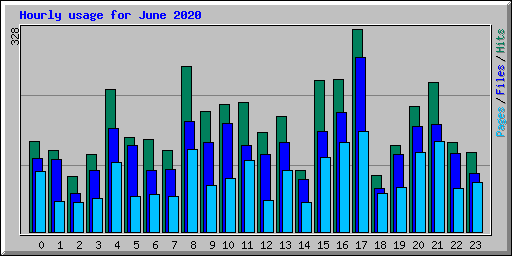 Hourly usage for June 2020
328
Pages / Files / Hits
0 1 2 3 4 5 6 7 8 9 10 11 12 13 14 15 16 17 18 19 20 21 22 23